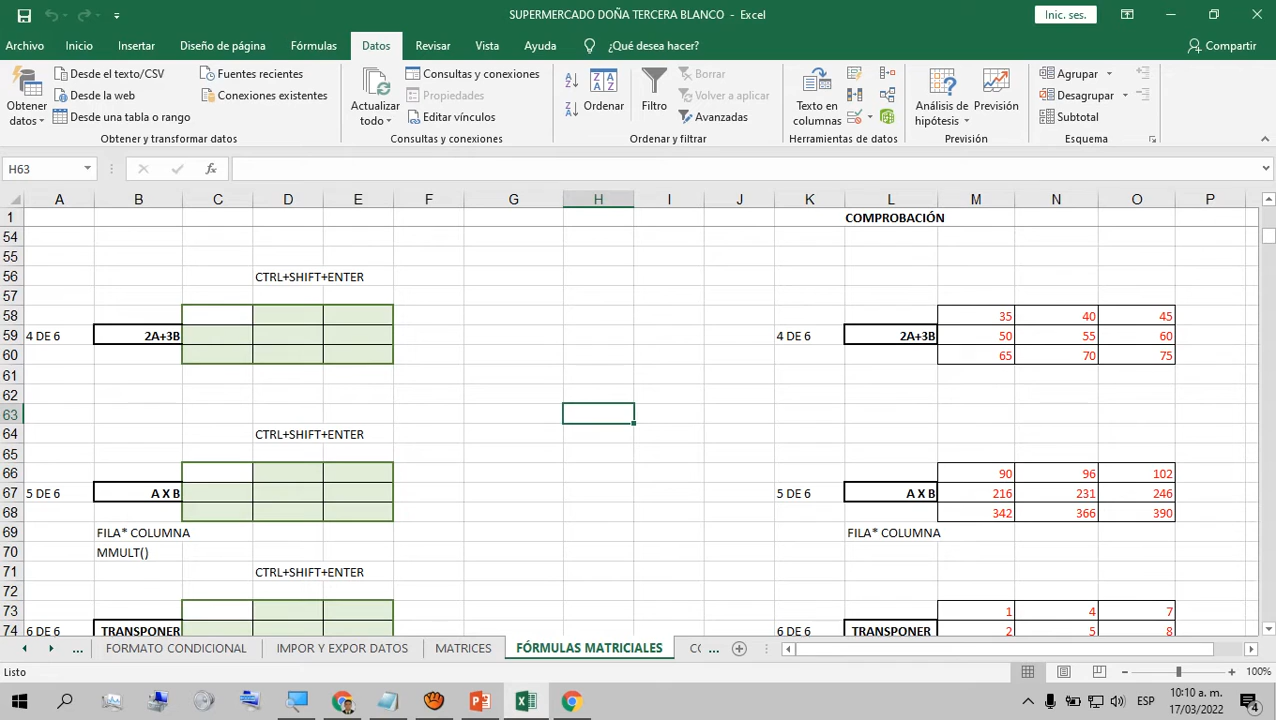 SUPERMERCADO DOÑA TERCERA BLANCO - Excel
Inic. ses.
Archivo Inicio Insertar Diseño de página Fórmulas Datos Revisar Vista Ayuda ¿Qué desea hacer? Compartir
Obtener datos
Desde el texto/CSV
Desde la web
Desde una tabla o rango
Fuentes recientes
Conexiones existentes
Obtener y transformar datos
Actualizar todo
Consultas y conexiones
Propiedades
Editar vínculos
Consultas y conexiones
Ordenar
Filtro
Borrar
Volver a aplicar
Avanzadas
Ordenar y filtrar
Texto en columnas
Herramientas de datos
Análisis de hipótesis
Previsión
Previsión
Agrupar
Desagrupar
Subtotal
Esquema
H63 fx
A B C D E F G H I J K L M N O P
1 COMPROBACIÓN
54
55
56 CTRL+SHIFT+ENTER
57
58 35 40 45
59 4 DE 6 2A+3B 4 DE 6 2A+3B 50 55 60
60 65 70 75
61
62
63
64 CTRL+SHIFT+ENTER
65
66 90 96 102
67 5 DE 6 A X B 5 DE 6 A X B 216 231 246
68 342 366 390
69 FILA* COLUMNA FILA* COLUMNA
70 MMULT()
71 CTRL+SHIFT+ENTER
72
73 1 4 7
74 6 DE 6 TRANSPONER 6 DE 6 TRANSPONER 2 5 8
... FORMATO CONDICIONAL IMPOR Y EXPOR DATOS MATRICES FÓRMULAS MATRICIALES CO ...
Listo 100%
ESP 10:10 a. m.
17/03/2022 4